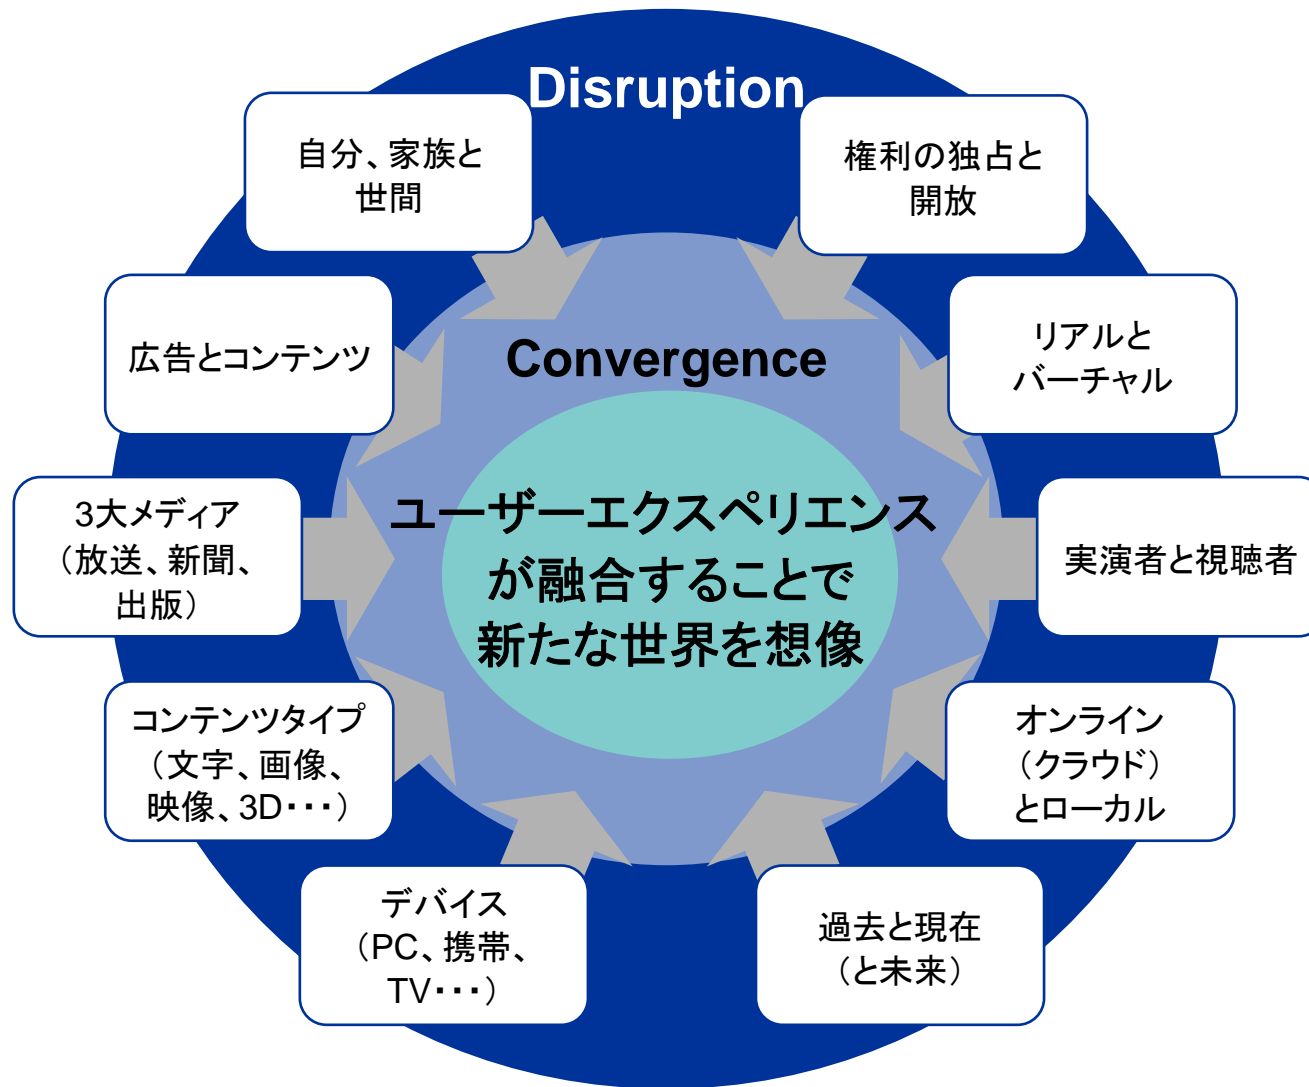 Disruption
自分、家族と
世間
権利の独占と
開放
広告とコンテンツ
リアルと
バーチャル
Convergence
3大メディア
（放送、新聞、
出版）
ユーザーエクスペリエンス
が融合することで
新たな世界を想像
実演者と視聴者
コンテンツタイプ
（文字、画像、
映像、3D･･･）
オンライン
（クラウド）
とローカル
デバイス
（PC、携帯、
TV･･･）
過去と現在
（と未来）